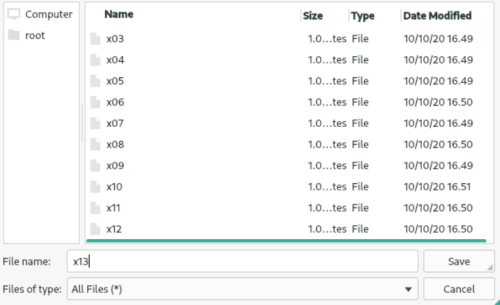 Computer
root
Name Size Type Date Modified
x03 1.0...tes File 10/10/20 16.49
x04 1.0...tes File 10/10/20 16.49
x05 1.0...tes File 10/10/20 16.49
x06 1.0...tes File 10/10/20 16.50
x07 1.0...tes File 10/10/20 16.49
x08 1.0...tes File 10/10/20 16.50
x09 1.0...tes File 10/10/20 16.49
x10 1.0...tes File 10/10/20 16.51
x11 1.0...tes File 10/10/20 16.50
x12 1.0...tes File 10/10/20 16.50
File name: x13 Save
Files of type: All Files (*) Cancel